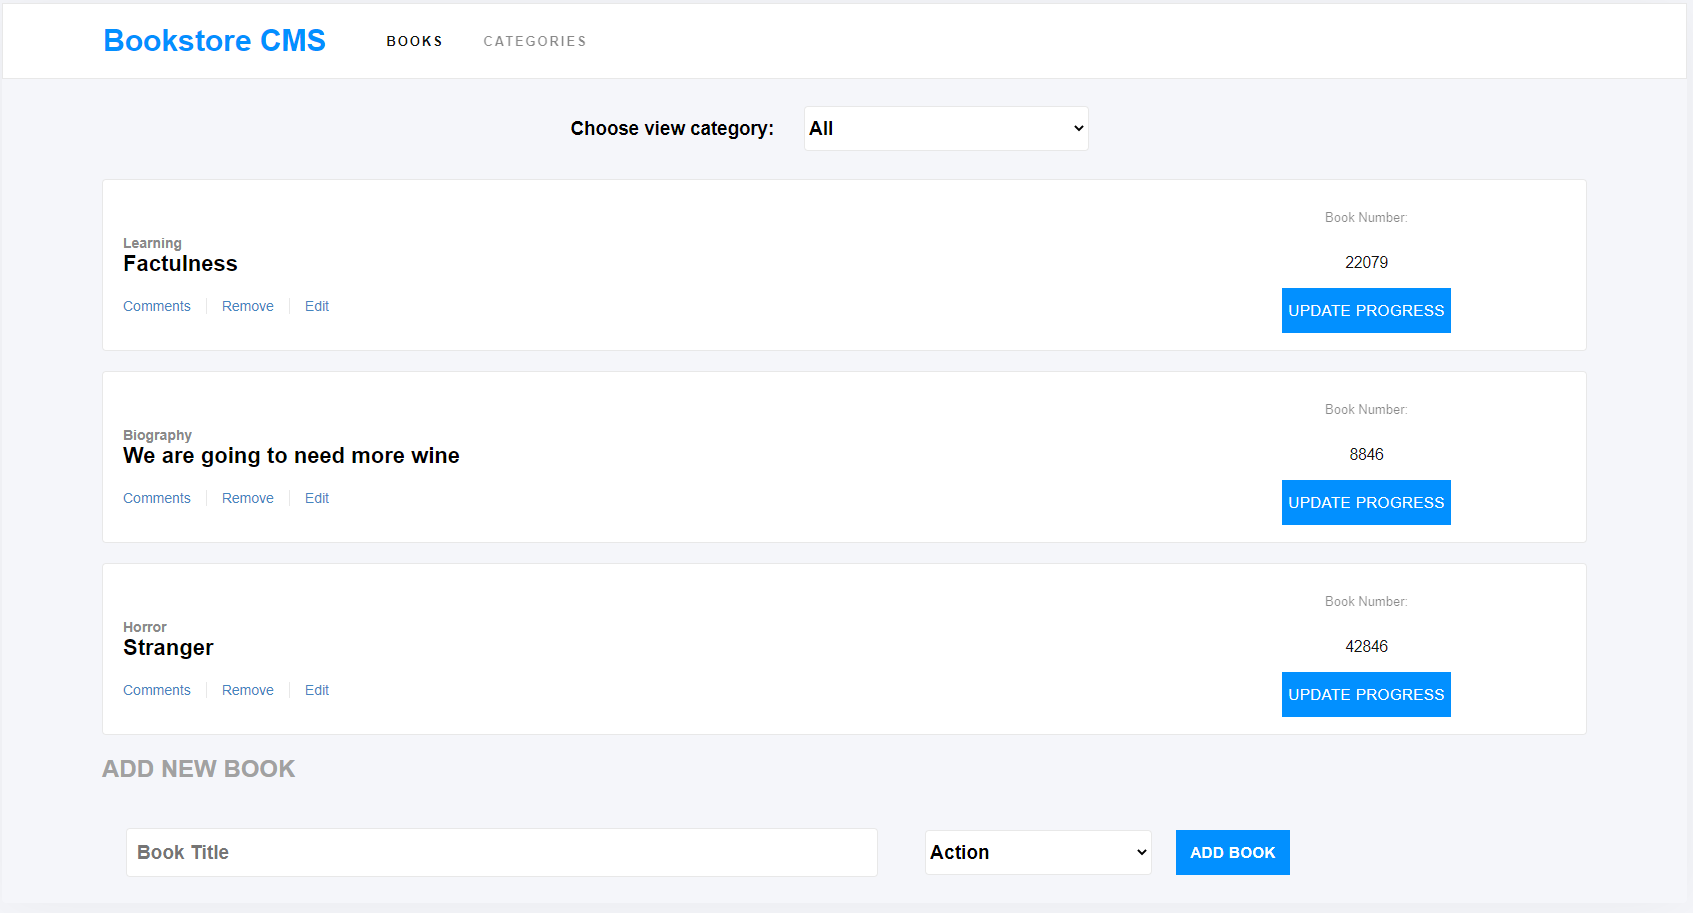 Bookstore CMS BOOKS CATEGORIES
Choose view category: All
Book Number:
Learning
Factulness
22079
Comments Remove Edit
UPDATE PROGRESS
Book Number:
Biography
We are going to need more wine
8846
Comments Remove Edit
UPDATE PROGRESS
Book Number:
Horror
Stranger
42846
Comments Remove Edit
UPDATE PROGRESS
ADD NEW BOOK
Book Title Action ADD BOOK